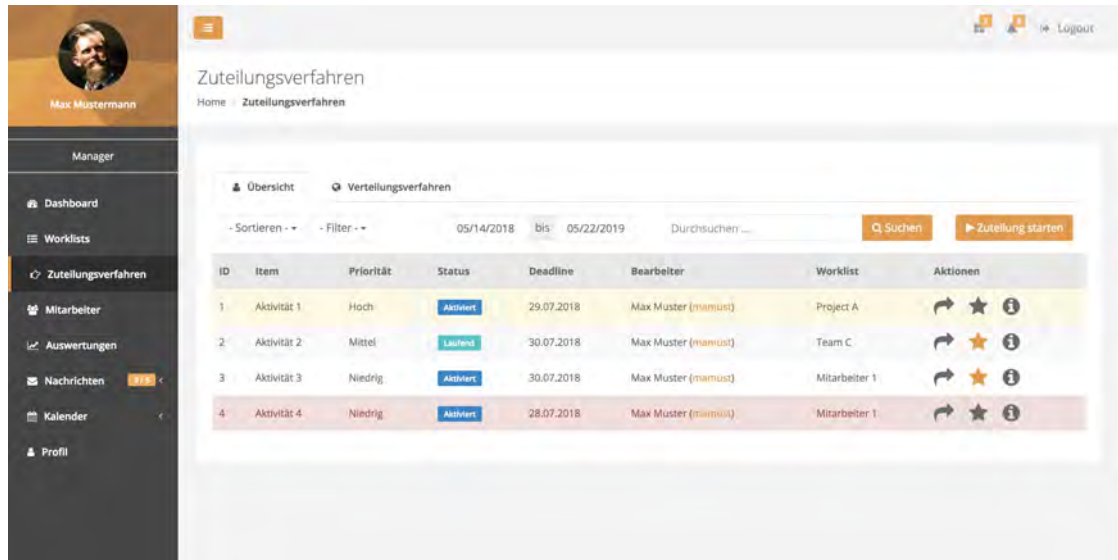 Logout
Max Mustermann
Manager
Dashboard
Worklists
Zuteilungsverfahren
Mitarbeiter
Auswertungen
Nachrichten
Kalender
Profil
Zuteilungsverfahren
Home / Zuteilungsverfahren
Übersicht Verteilungsverfahren
- Sortieren - - Filter - 05/14/2018 bis 05/22/2019 Durchsuchen ... Suchen Zuteilung starten
ID Item Priorität Status Deadline Bearbeiter Worklist Aktionen
1 Aktivität 1 Hoch Aktiviert 29.07.2018 Max Muster (mamust) Project A
2 Aktivität 2 Mittel Laufend 30.07.2018 Max Muster (mamust) Team C
3 Aktivität 3 Niedrig Aktiviert 30.07.2018 Max Muster (mamust) Mitarbeiter 1
4 Aktivität 4 Niedrig Aktiviert 28.07.2018 Max Muster (mamust) Mitarbeiter 1